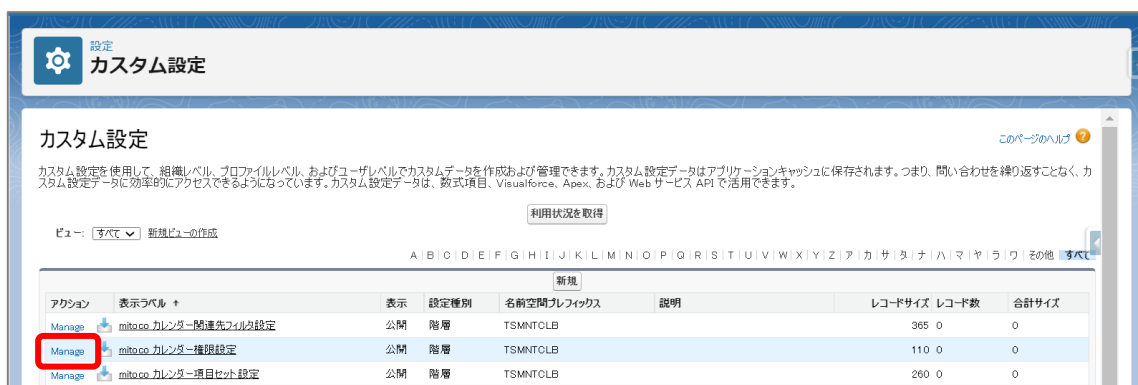 設定
カスタム設定
カスタム設定
このページのヘルプ
カスタム設定を使用して、組織レベル、プロファイルレベル、およびユーザレベルでカスタムデータを作成および管理できます。カスタム設定データはアプリケーションキャッシュに保存されます。つまり、問い合わせを繰り返すことなく、カ
スタム設定データに効率的にアクセスできるようになっています。カスタム設定データは、数式項目、Visualforce、Apex、および Web サービス API で活用できます。
利用状況を取得
ビュー: すべて 新規ビューの作成
A | B | C | D | E | F | G | H | I | J | K | L | M | N | O | P | Q | R | S | T | U | V | W | X | Y | Z | ア | カ | サ | タ | ナ | ハ | マ | ヤ | ラ | ワ | その他 すべて
新規
アクション 表示ラベル ↑ 表示 設定種別 名前空間プレフィックス 説明 レコードサイズ レコード数 合計サイズ
Manage mitoco カレンダー関連先フィルタ設定 公開 階層 TSMNTCLB 365 0 0
Manage mitoco カレンダー権限設定 公開 階層 TSMNTCLB 110 0 0
Manage mitoco カレンダー項目セット設定 公開 階層 TSMNTCLB 260 0 0